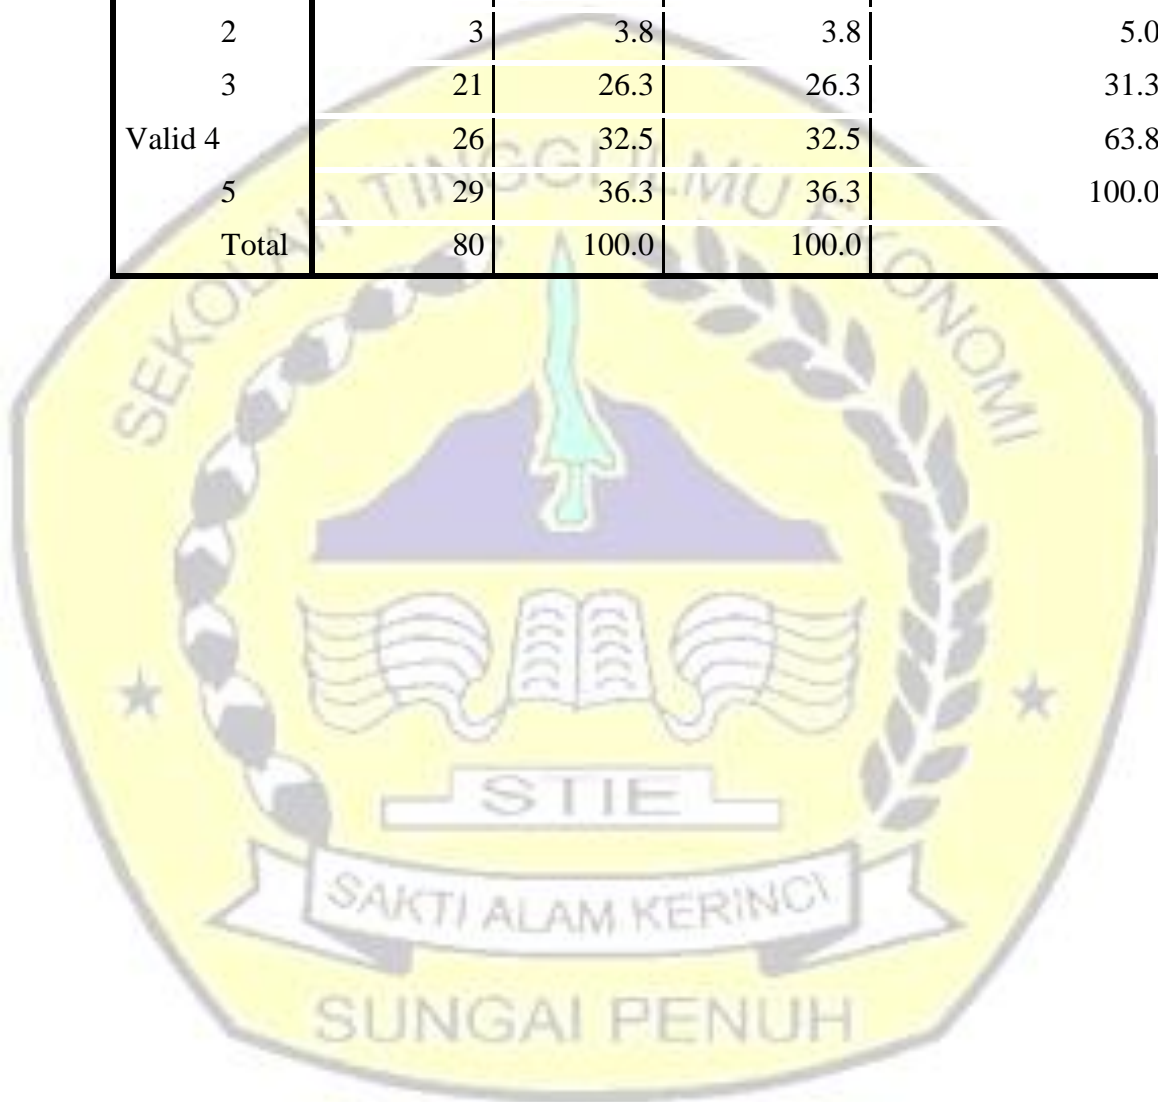 2 3 3.8 3.8 5.0
3 21 26.3 26.3 31.3
Valid 4 26 32.5 32.5 63.8
5 29 36.3 36.3 100.0
Total 80 100.0 100.0
SEKOLAH TINGGI ILMU EKONOMI
STIE
SAKTI ALAM KERINCI
SUNGAI PENUH